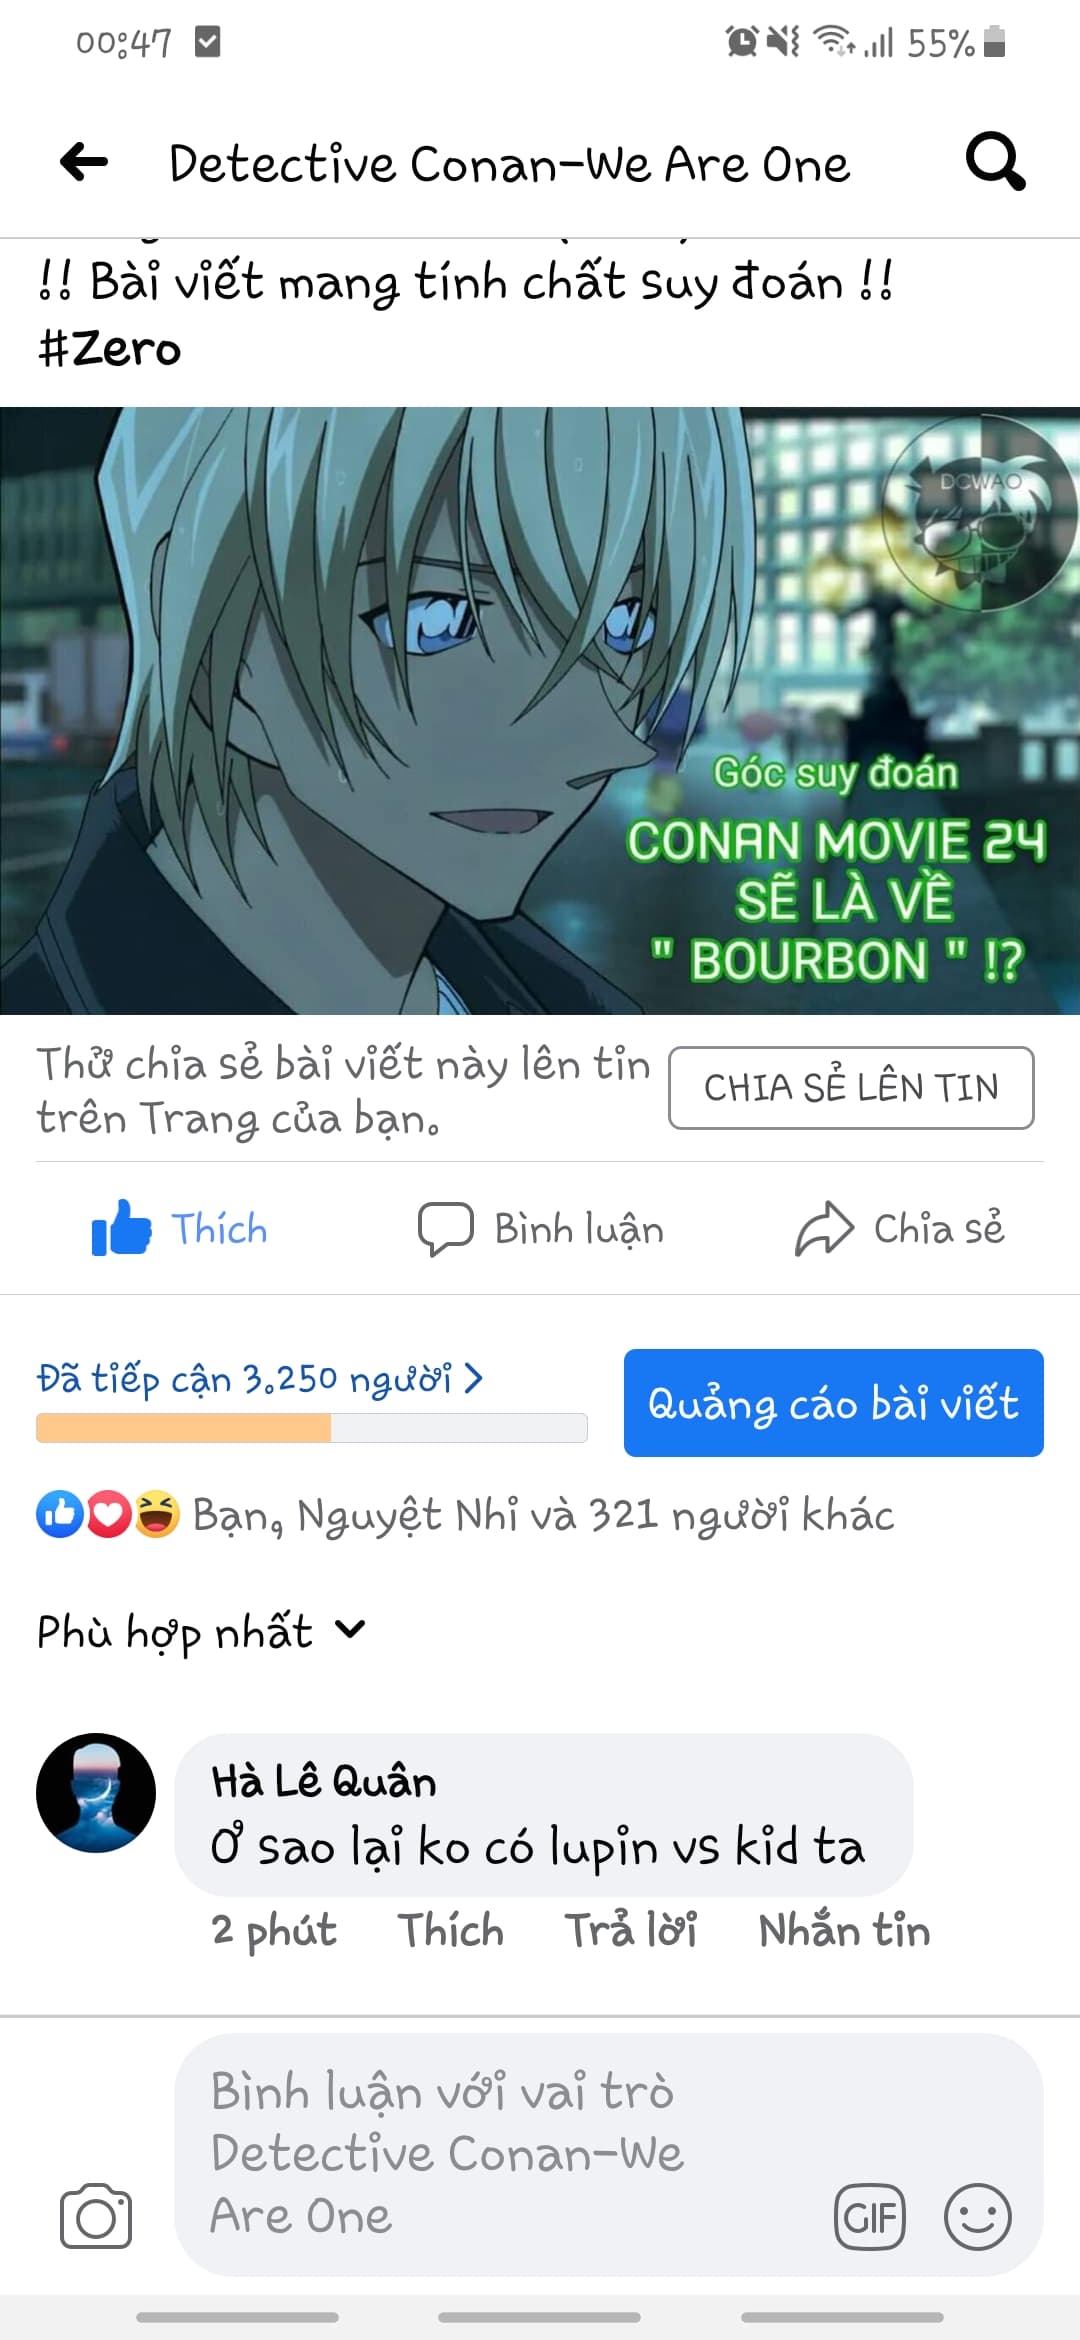 00:47
55%
Detective Conan-We Are One
!! Bài viết mang tính chất suy đoán !!
#Zero
DCWAO
Góc suy đoán
CONAN MOVIE 24
SẼ LÀ VỀ
" BOURBON " !?
Thử chia sẻ bài viết này lên tin
trên Trang của bạn.
CHIA SẺ LÊN TIN
Thích
Bình luận
Chia sẻ
Đã tiếp cận 3.250 người
Quảng cáo bài viết
Bạn, Nguyệt Nhi và 321 người khác
Phù hợp nhất
Hà Lê Quân
Ơ sao lại ko có lupin vs kid ta
2 phút Thích Trả lời Nhắn tin
Bình luận với vai trò
Detective Conan-We
Are One
GIF